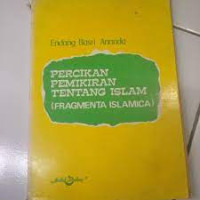 Endang Basri Ananda
PERCIKAN
PEMIKIRAN
TENTANG ISLAM
(FRAGMENTA ISLAMICA)